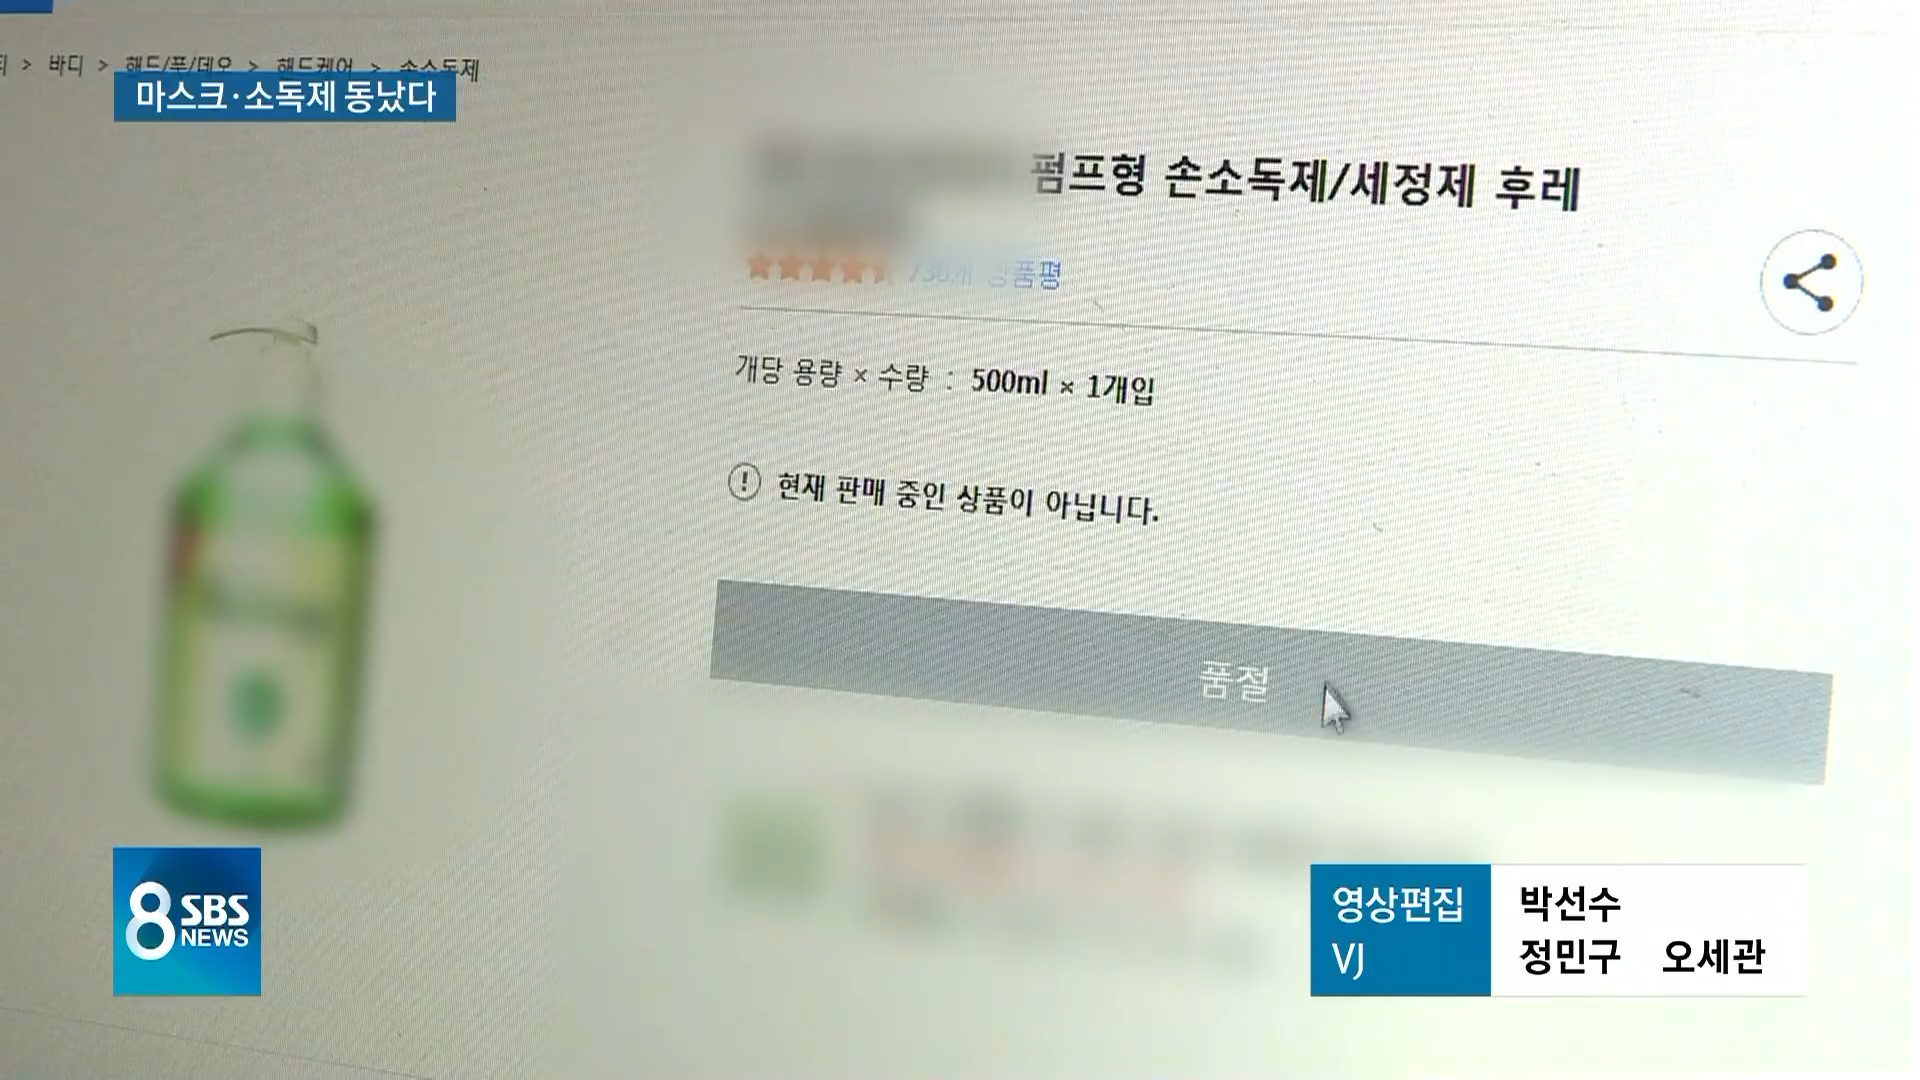 > 바디 > 핸드/풋/데오 > 핸드케어 > 손소독제
마스크·소독제 동났다
펌프형 손소독제/세정제 후레
730개 상품평
개당 용량 × 수량 : 500ml × 1개입
! 현재 판매 중인 상품이 아닙니다.
품절
8 SBS NEWS
영상편집 박선수
VJ 정민구 오세관